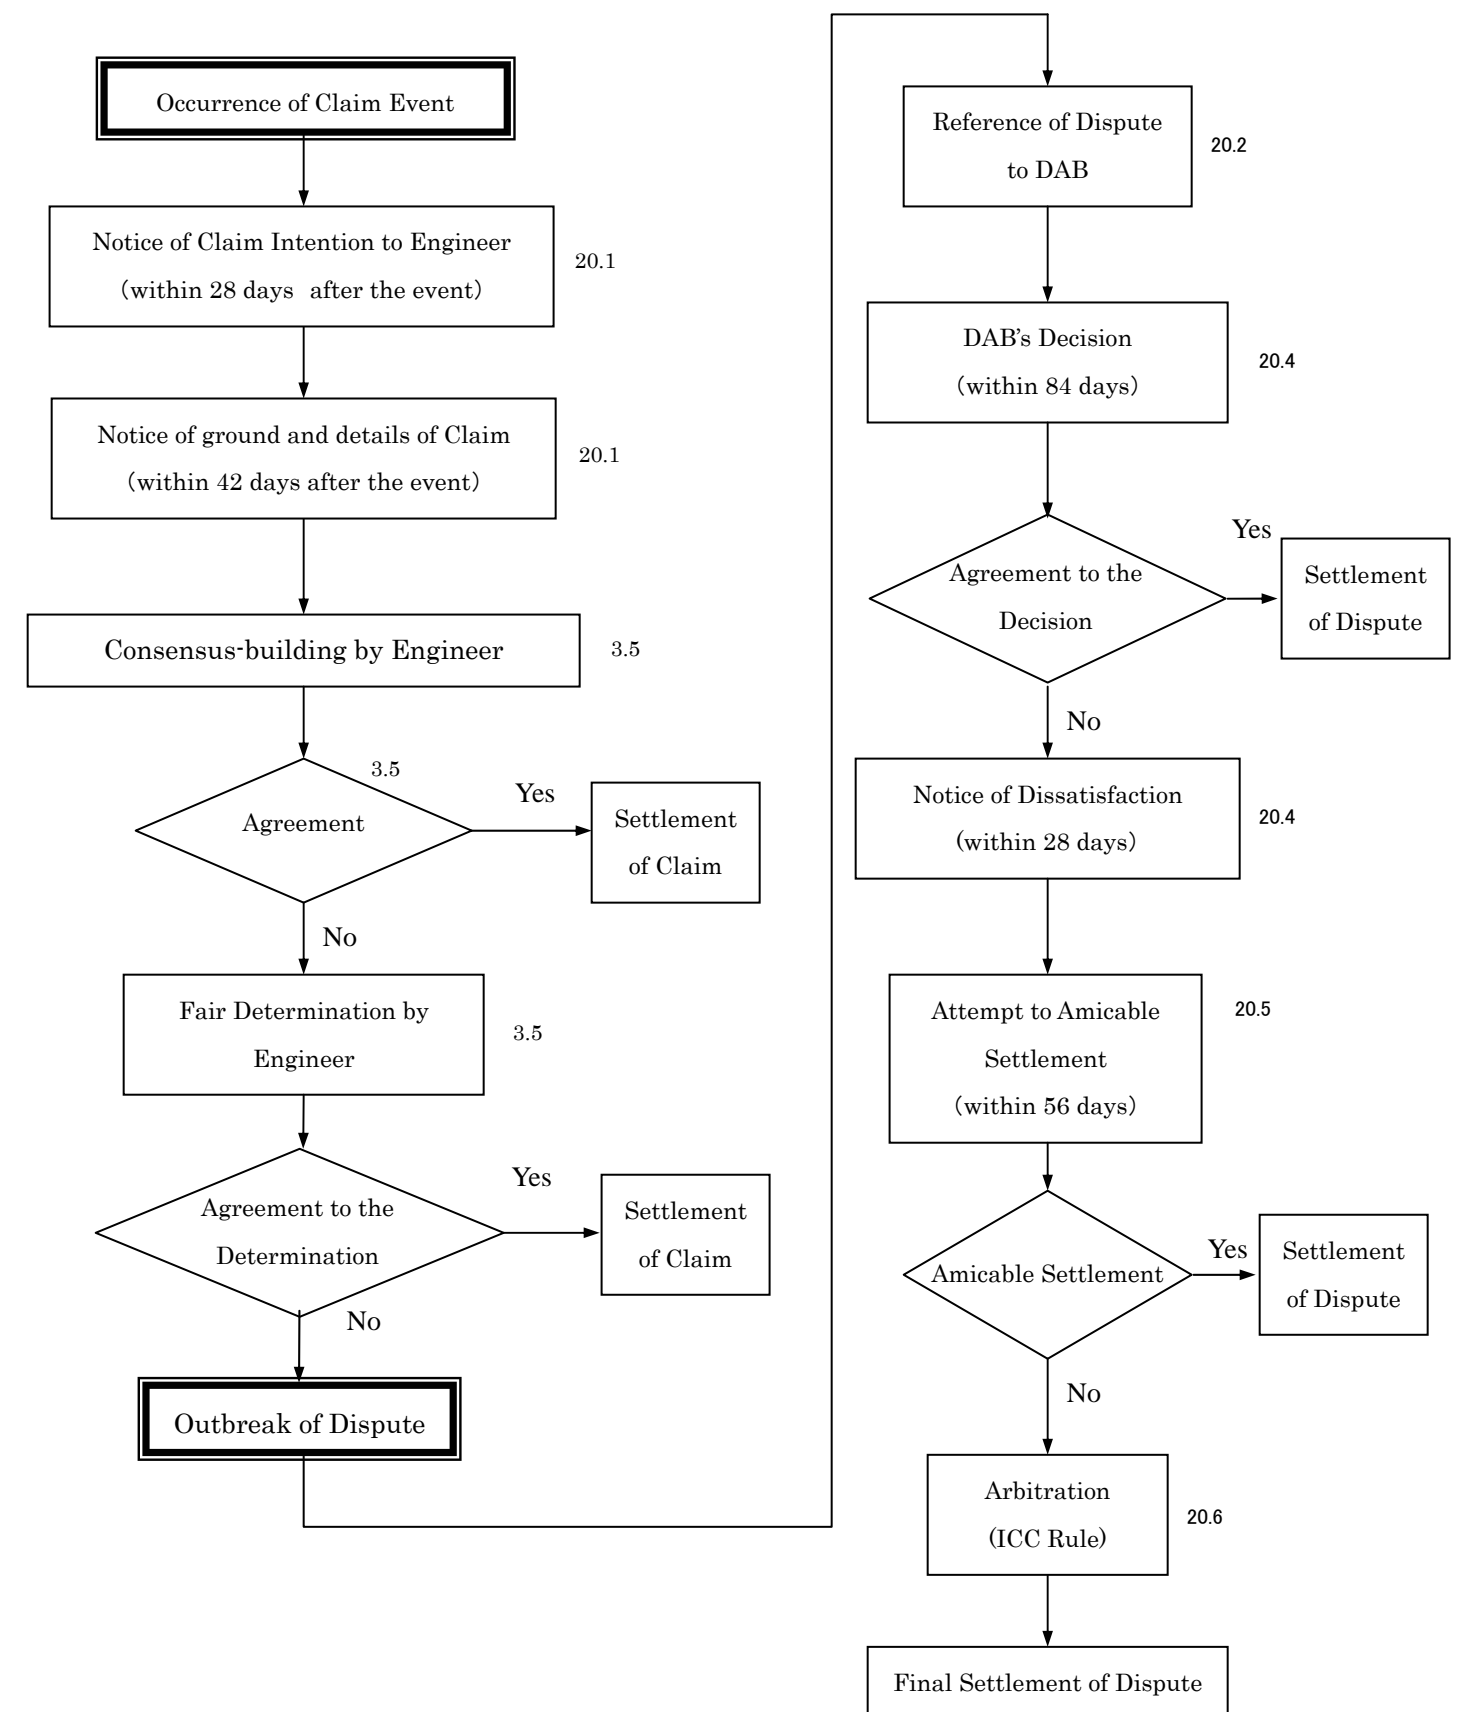 Occurrence of Claim Event
Notice of Claim Intention to Engineer
(within 28 days after the event)
20.1
Notice of ground and details of Claim
(within 42 days after the event)
20.1
Consensus-building by Engineer
3.5
3.5
Agreement
Yes
Settlement
of Claim
No
Fair Determination by
Engineer
3.5
Agreement to the
Determination
Yes
Settlement
of Claim
No
Outbreak of Dispute
Reference of Dispute
to DAB
20.2
DAB's Decision
(within 84 days)
20.4
Agreement to the
Decision
Yes
Settlement
of Dispute
No
Notice of Dissatisfaction
(within 28 days)
20.4
Attempt to Amicable
Settlement
(within 56 days)
20.5
Amicable Settlement
Yes
Settlement
of Dispute
No
Arbitration
(ICC Rule)
20.6
Final Settlement of Dispute